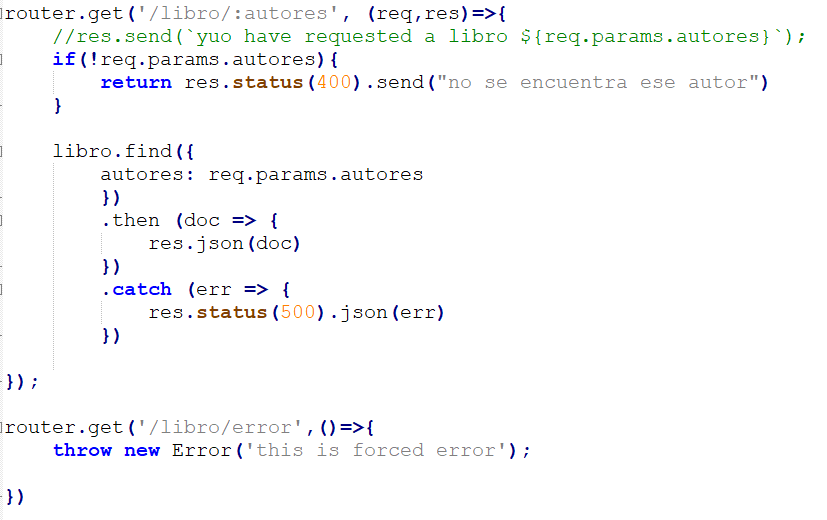 router.get('/libro/:autores', (req,res)=>{
    //res.send(`yuo have requested a libro ${req.params.autores}`);
    if(!req.params.autores){
        return res.status(400).send("no se encuentra ese autor")
    }
    libro.find({
        autores: req.params.autores
        })
        .then (doc => {
            res.json(doc)
        })
        .catch (err => {
            res.status(500).json(err)
        })
});
router.get('/libro/error',()=>{
    throw new Error('this is forced error');
})